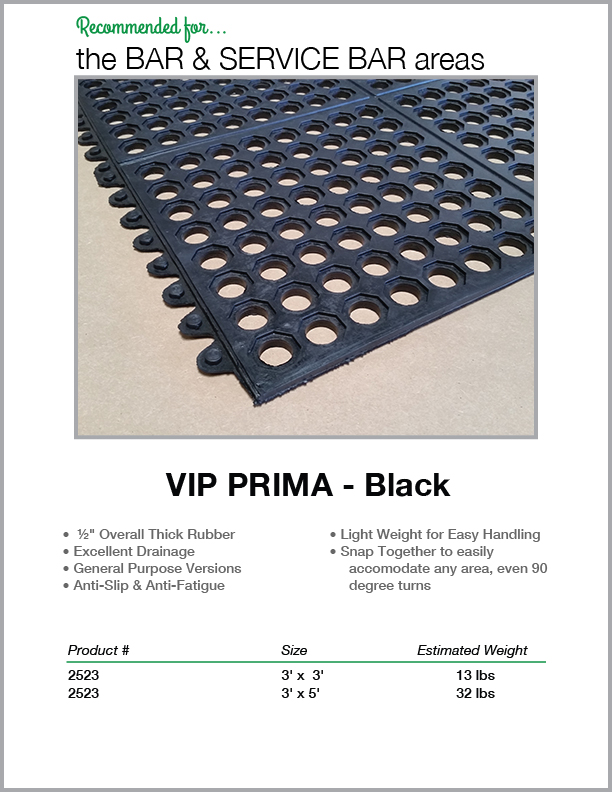 Recommended for...
the BAR & SERVICE BAR areas
VIP PRIMA - Black
• ½" Overall Thick Rubber
• Excellent Drainage
• General Purpose Versions
• Anti-Slip & Anti-Fatigue
• Light Weight for Easy Handling
• Snap Together to easily
accomodate any area, even 90
degree turns
Product # Size Estimated Weight
2523 3' x 3' 13 lbs
2523 3' x 5' 32 lbs